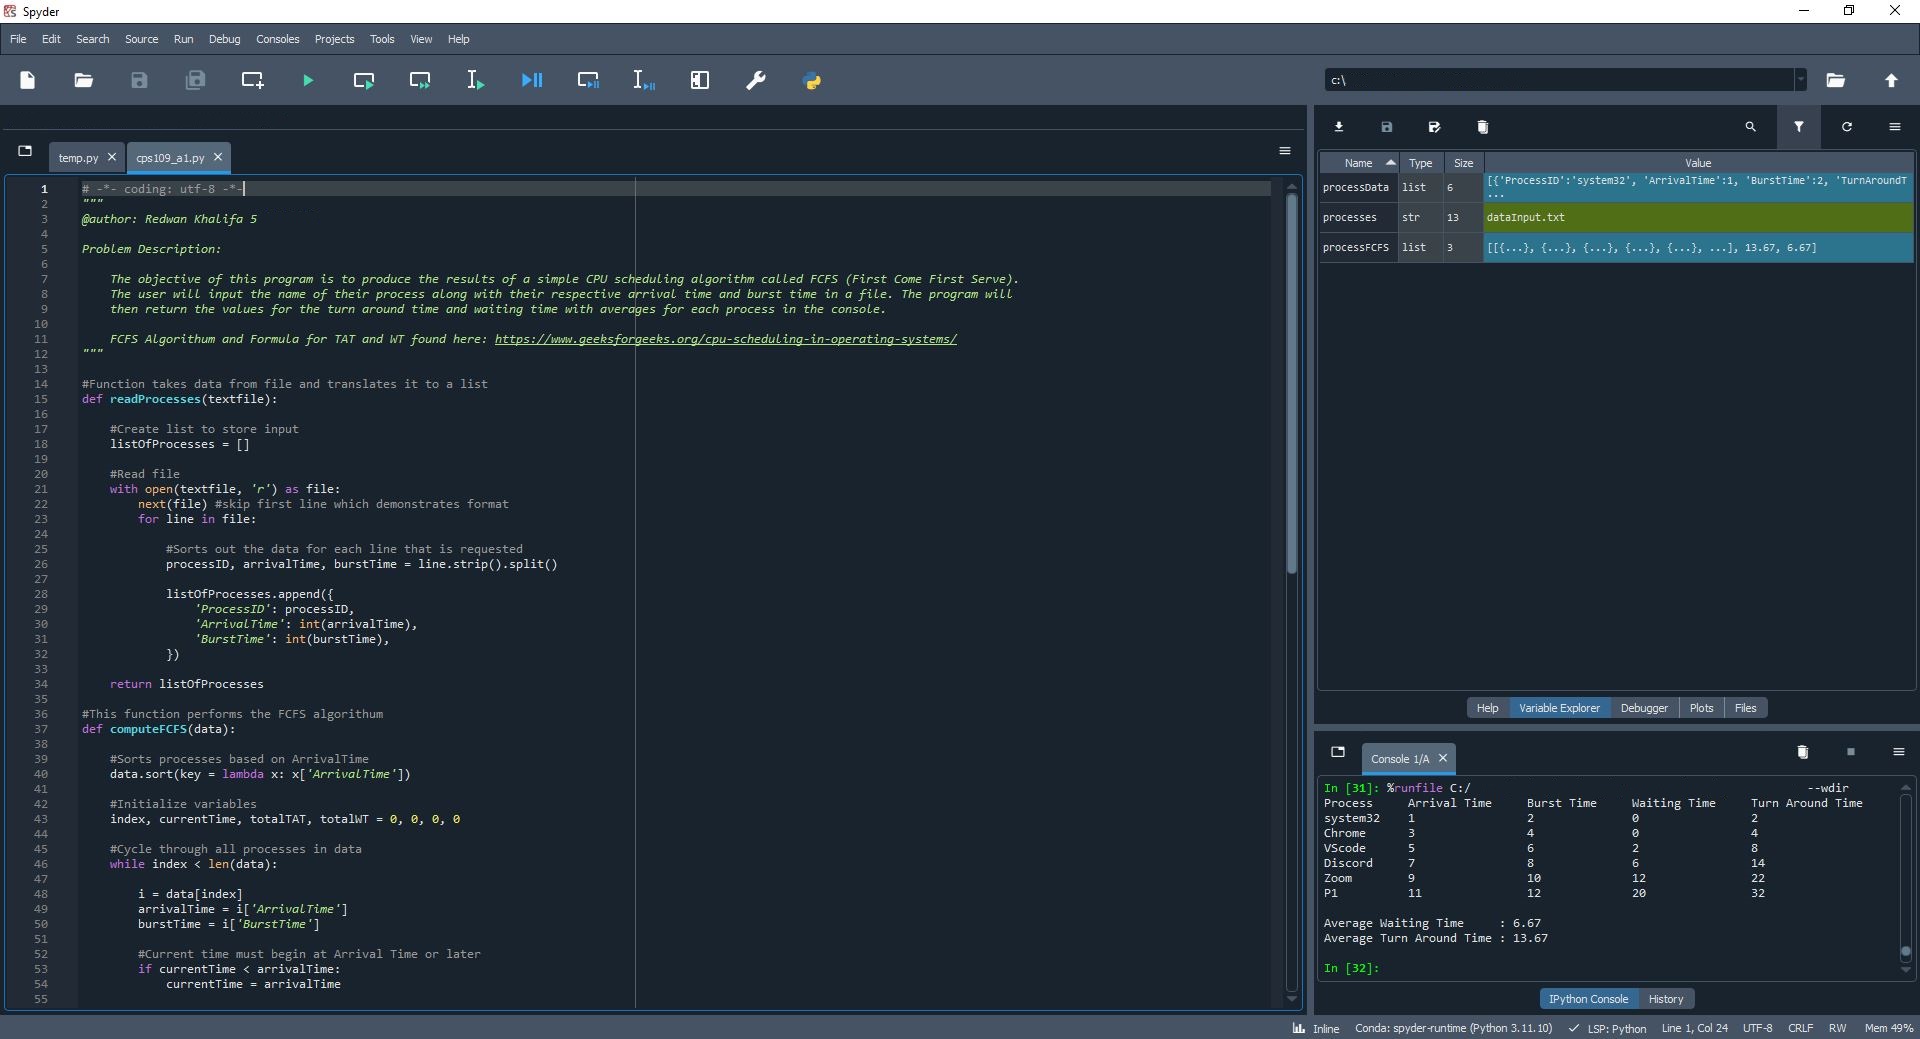 Spyder
File Edit Search Source Run Debug Consoles Projects Tools View Help
c:\
temp.py cps109_a1.py
1 # -*- coding: utf-8 -*-
2 """
3 @author: Redwan Khalifa 5
4
5 Problem Description:
6
7 The objective of this program is to produce the results of a simple CPU scheduling algorithm called FCFS (First Come First Serve).
8 The user will input the name of their process along with their respective arrival time and burst time in a file. The program will
9 then return the values for the turn around time and waiting time with averages for each process in the console.
10
11 FCFS Algorithum and Formula for TAT and WT found here: https://www.geeksforgeeks.org/cpu-scheduling-in-operating-systems/
12 """
13
14 #Function takes data from file and translates it to a list
15 def readProcesses(textfile):
16
17 #Create list to store input
18 listOfProcesses = []
19
20 #Read file
21 with open(textfile, 'r') as file:
22 next(file) #skip first line which demonstrates format
23 for line in file:
24
25 #Sorts out the data for each line that is requested
26 processID, arrivalTime, burstTime = line.strip().split()
27
28 listOfProcesses.append({
29 'ProcessID': processID,
30 'ArrivalTime': int(arrivalTime),
31 'BurstTime': int(burstTime),
32 })
33
34 return listOfProcesses
35
36 #This function performs the FCFS algorithum
37 def computeFCFS(data):
38
39 #Sorts processes based on ArrivalTime
40 data.sort(key = lambda x: x['ArrivalTime'])
41
42 #Initialize variables
43 index, currentTime, totalTAT, totalWT = 0, 0, 0, 0
44
45 #Cycle through all processes in data
46 while index < len(data):
47
48 i = data[index]
49 arrivalTime = i['ArrivalTime']
50 burstTime = i['BurstTime']
51
52 #Current time must begin at Arrival Time or later
53 if currentTime < arrivalTime:
54 currentTime = arrivalTime
55
Name Type Size Value
processData list 6 [{'ProcessID':'system32', 'ArrivalTime':1, 'BurstTime':2, 'TurnAroundT
...
processes str 13 dataInput.txt
processFCFS list 3 [[{...}, {...}, {...}, {...}, {...}, ...], 13.67, 6.67]
Help Variable Explorer Debugger Plots Files
Console 1/A
In [31]: %runfile C:/ --wdir
Process Arrival Time Burst Time Waiting Time Turn Around Time
system32 1 2 0 2
Chrome 3 4 0 4
VScode 5 6 2 8
Discord 7 8 6 14
Zoom 9 10 12 22
P1 11 12 20 32
Average Waiting Time : 6.67
Average Turn Around Time : 13.67
In [32]:
IPython Console History
Inline Conda: spyder-runtime (Python 3.11.10) LSP: Python Line 1, Col 24 UTF-8 CRLF RW Mem 49%